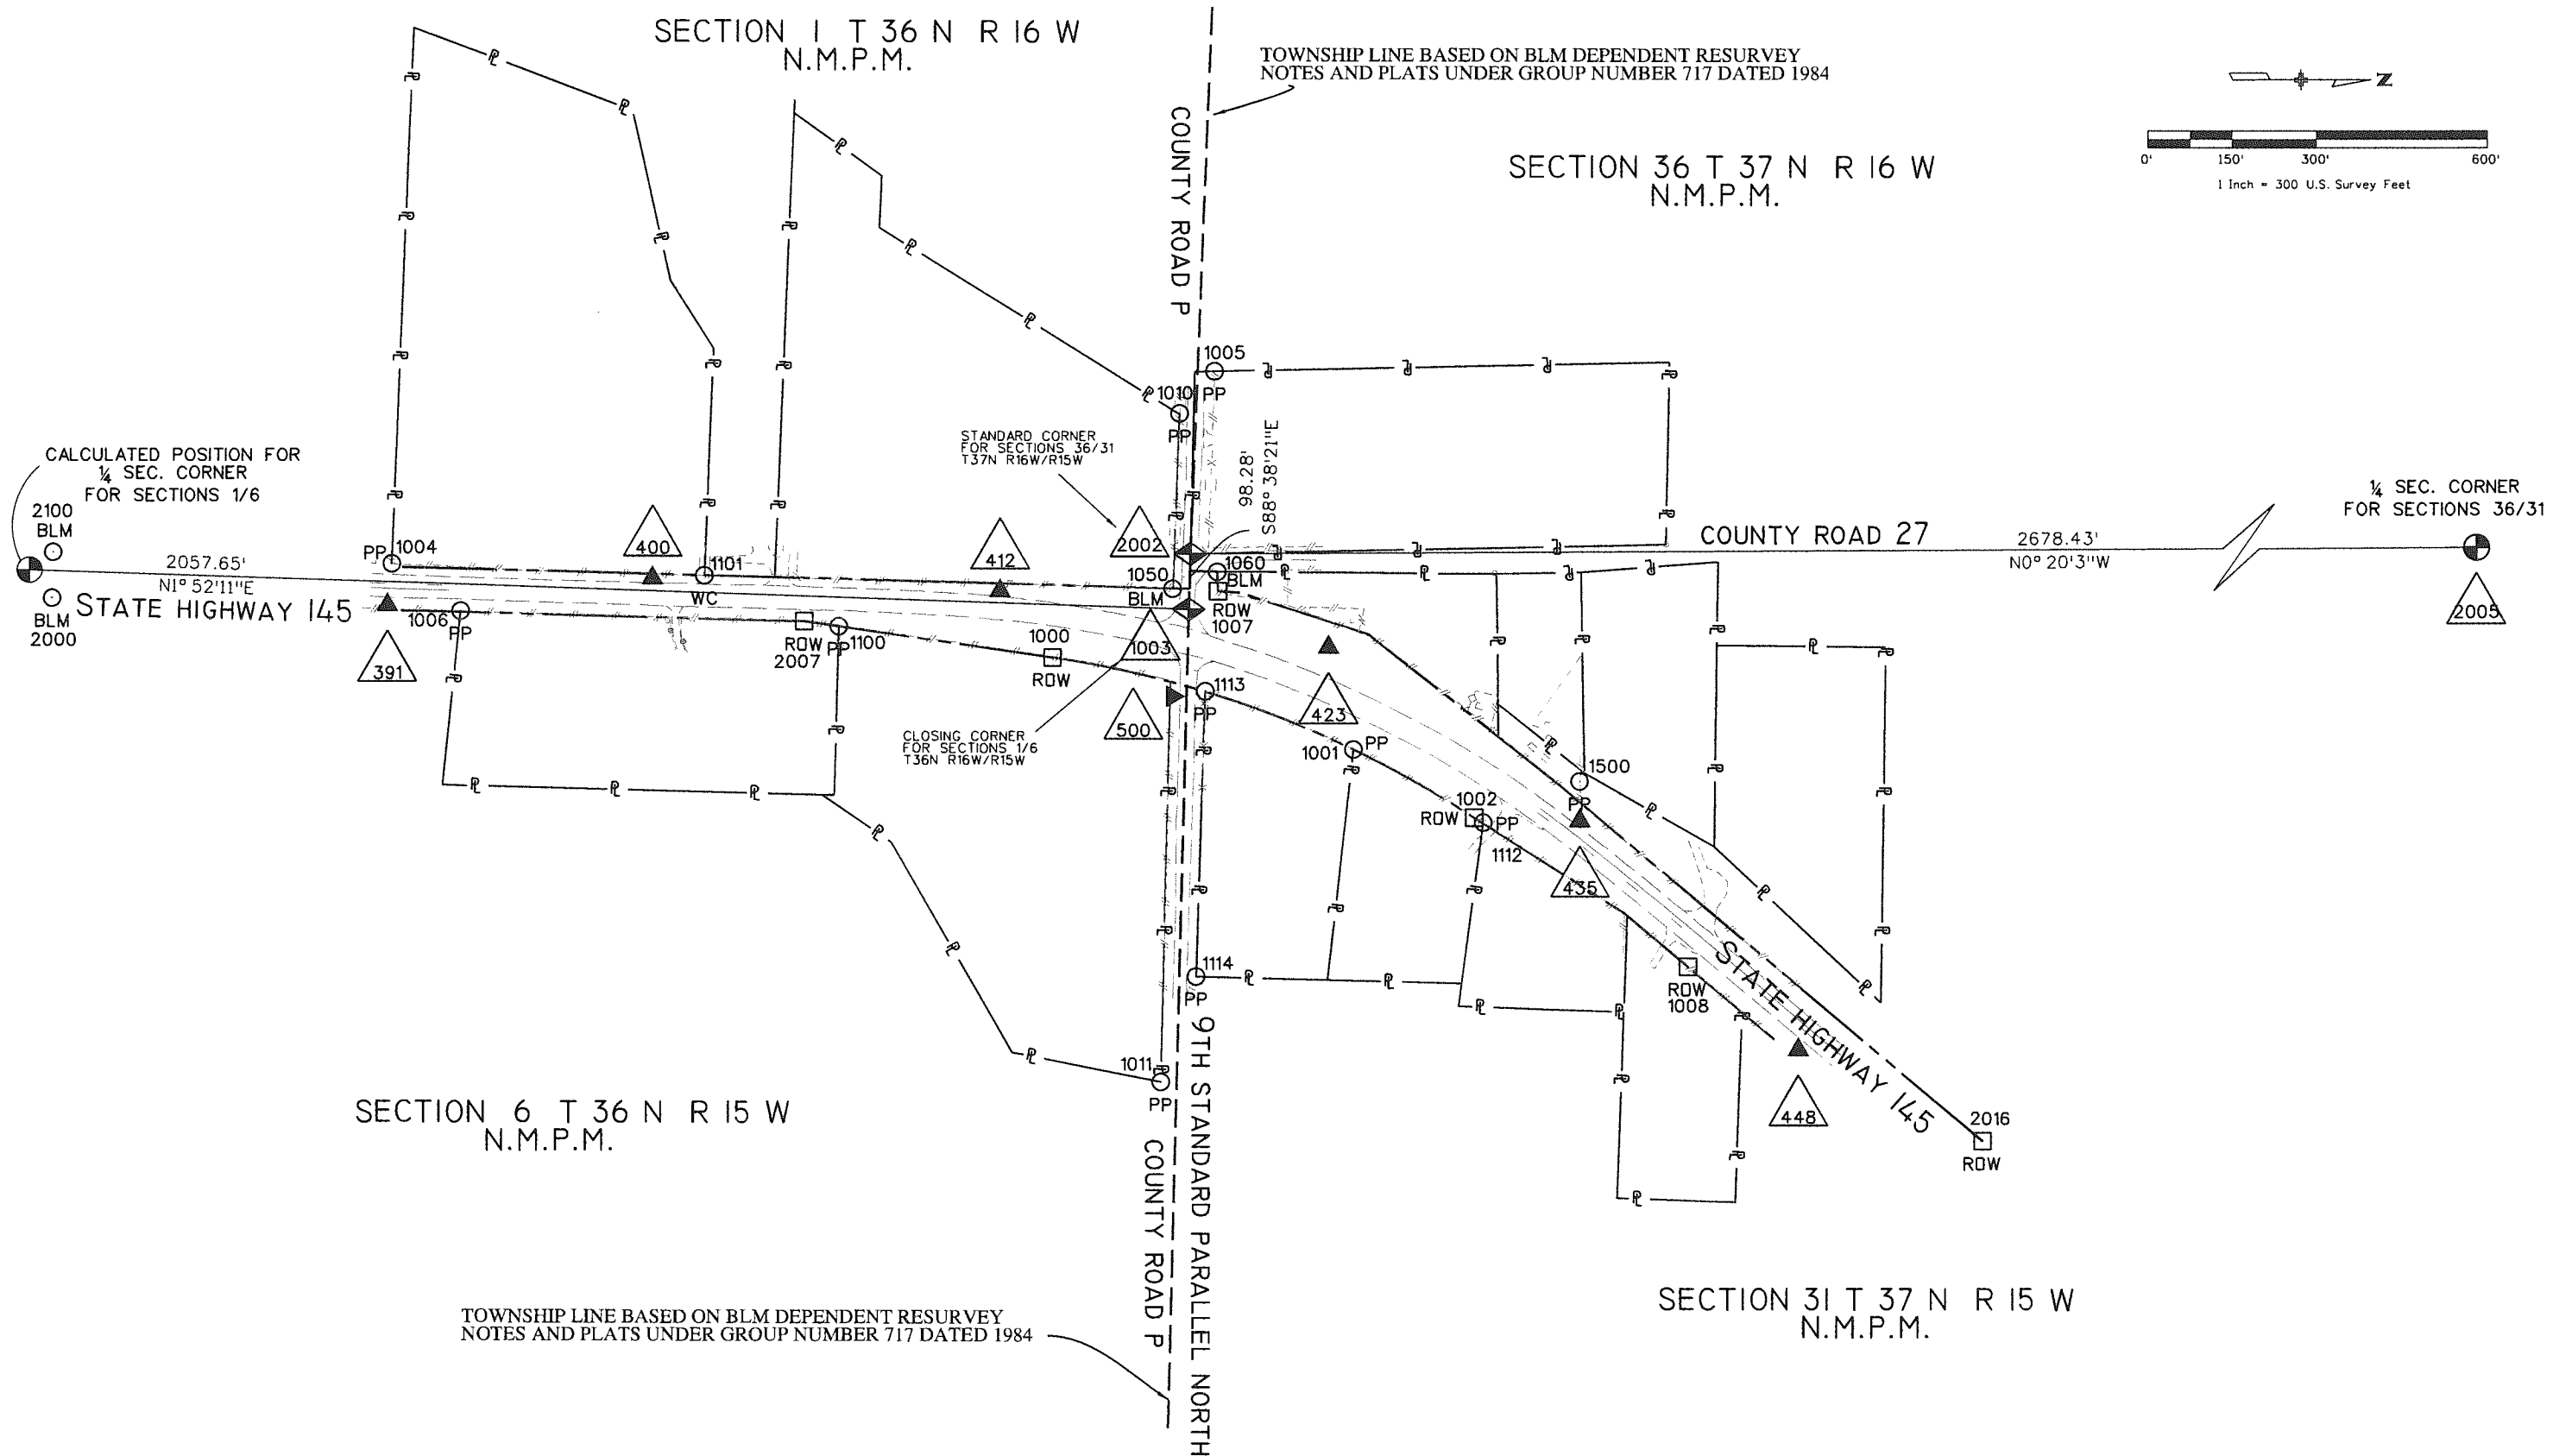 SECTION 1 T 36 N R 16 W
N.M.P.M.
TOWNSHIP LINE BASED ON BLM DEPENDENT RESURVEY
NOTES AND PLATS UNDER GROUP NUMBER 717 DATED 1984
N
0' 150' 300' 600'
1 Inch = 300 U.S. Survey Feet
SECTION 36 T 37 N R 16 W
N.M.P.M.
COUNTY ROAD P
1005
PP
1010
PP
STANDARD CORNER
FOR SECTIONS 36/31
T37N R16W/R15W
98.28'
S88° 38'21"E
CALCULATED POSITION FOR
¼ SEC. CORNER
FOR SECTIONS 1/6
2100
BLM
2057.65'
N1° 52'11"E
BLM
2000
STATE HIGHWAY 145
PP
1004
400
1101
WC
412
2002
1050
BLM
1060
BLM
ROW
1007
COUNTY ROAD 27
2678.43'
N0° 20'3"W
¼ SEC. CORNER
FOR SECTIONS 36/31
2005
391
1006
PP
ROW
2007
PP
1100
1000
ROW
1003
500
1113
PP
423
CLOSING CORNER
FOR SECTIONS 1/6
T36N R16W/R15W
1001
PP
1500
PP
1002
ROW
PP
1112
435
1114
PP
ROW
1008
STATE HIGHWAY 145
448
2016
ROW
1011
PP
9TH STANDARD PARALLEL NORTH
COUNTY ROAD P
SECTION 6 T 36 N R 15 W
N.M.P.M.
SECTION 31 T 37 N R 15 W
N.M.P.M.
TOWNSHIP LINE BASED ON BLM DEPENDENT RESURVEY
NOTES AND PLATS UNDER GROUP NUMBER 717 DATED 1984